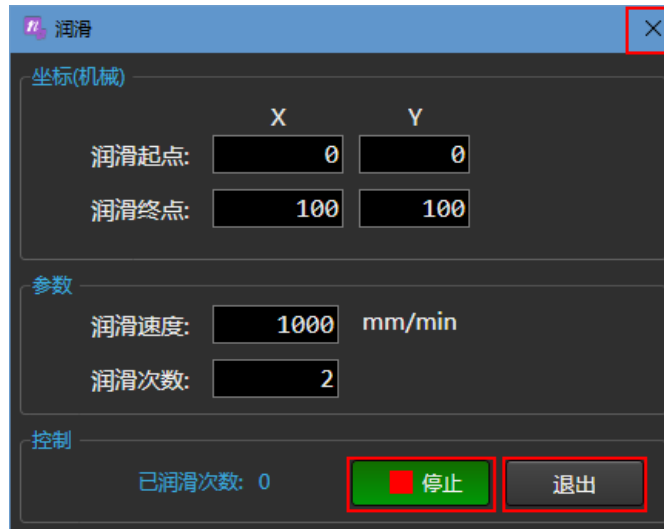 润滑
坐标(机械)
X Y
润滑起点: 0 0
润滑终点: 100 100
参数
润滑速度: 1000 mm/min
润滑次数: 2
控制
已润滑次数: 0 停止 退出